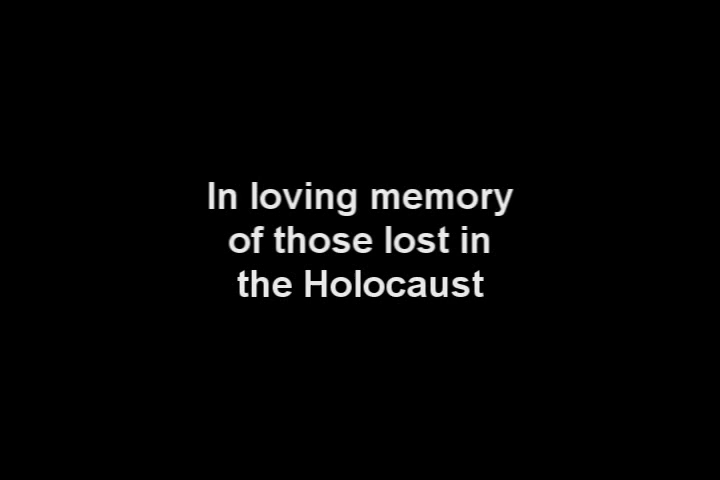 In loving memory
of those lost in
the Holocaust